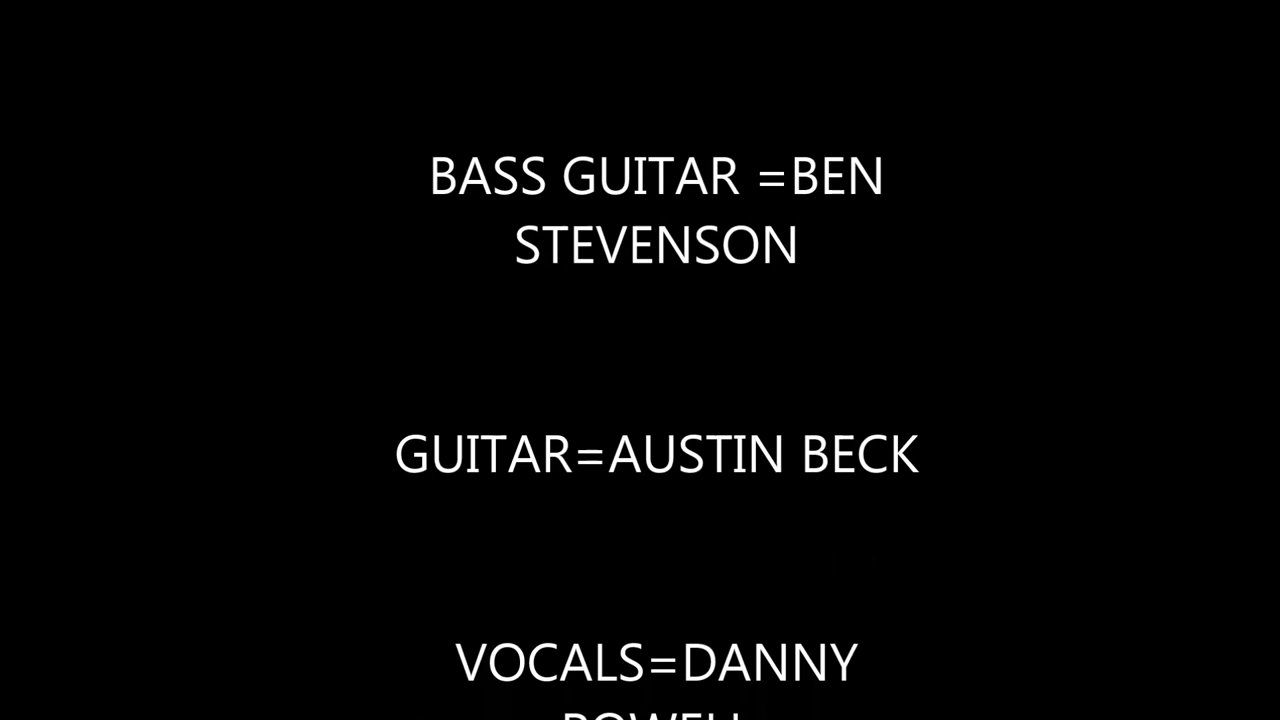 BASS GUITAR =BEN
STEVENSON
GUITAR=AUSTIN BECK
VOCALS=DANNY